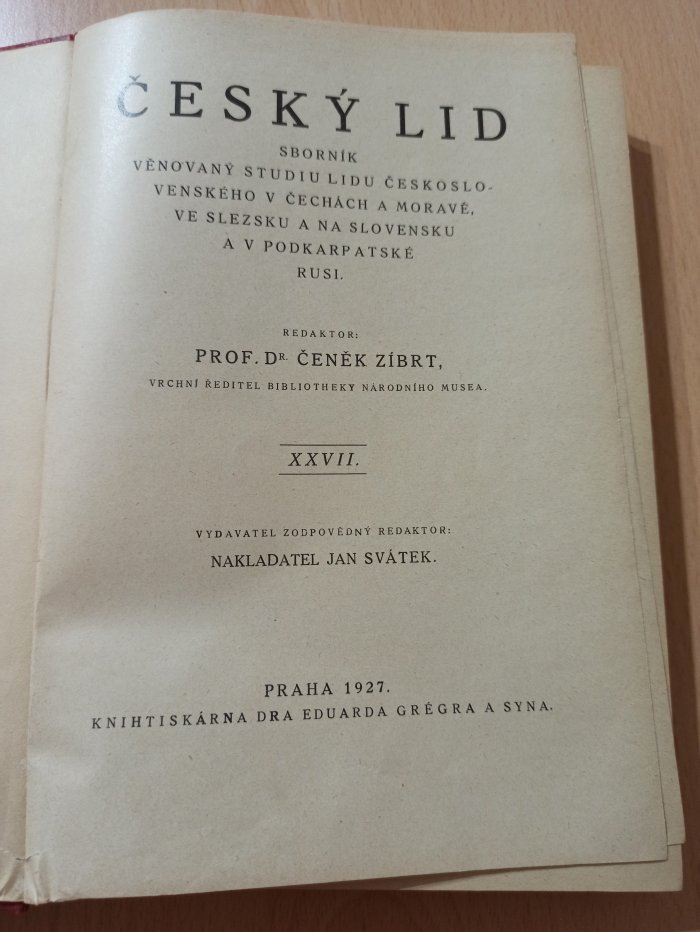 ČESKÝ LID
SBORNÍK
VĚNOVANÝ STUDIU LIDU ČESKOSLO-
VENSKÉHO V ČECHÁCH A MORAVĚ,
VE SLEZSKU A NA SLOVENSKU
A V PODKARPATSKÉ
RUSI.
REDAKTOR:
PROF. DR. ČENĚK ZÍBRT,
VRCHNÍ ŘEDITEL BIBLIOTHEKY NÁRODNÍHO MUSEA.
XXVII.
VYDAVATEL ZODPOVĚDNÝ REDAKTOR:
NAKLADATEL JAN SVÁTEK.
PRAHA 1927.
KNIHTISKÁRNA DRA EDUARDA GRÉGRA A SYNA.